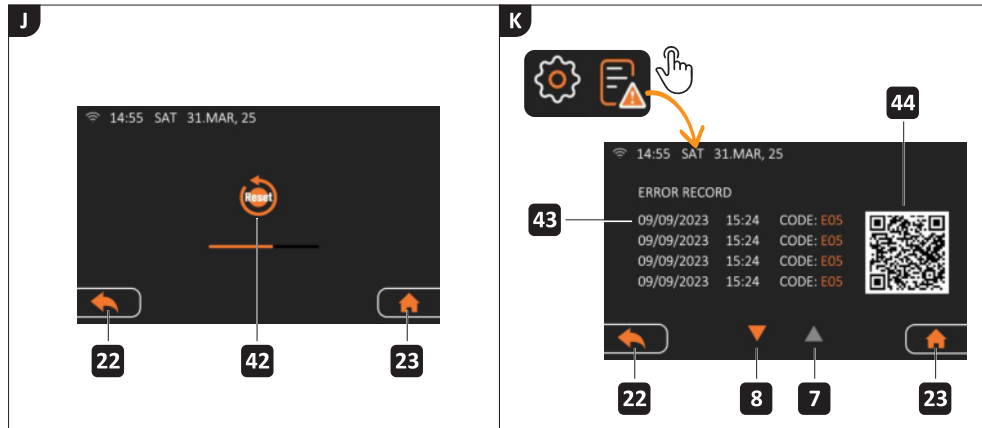 J
14:55 SAT 31.MAR, 25
Reset
22
42
23
K
44
14:55 SAT 31.MAR, 25
ERROR RECORD
43
09/09/2023 15:24 CODE: E05
09/09/2023 15:24 CODE: E05
09/09/2023 15:24 CODE: E05
09/09/2023 15:24 CODE: E05
22
8
7
23